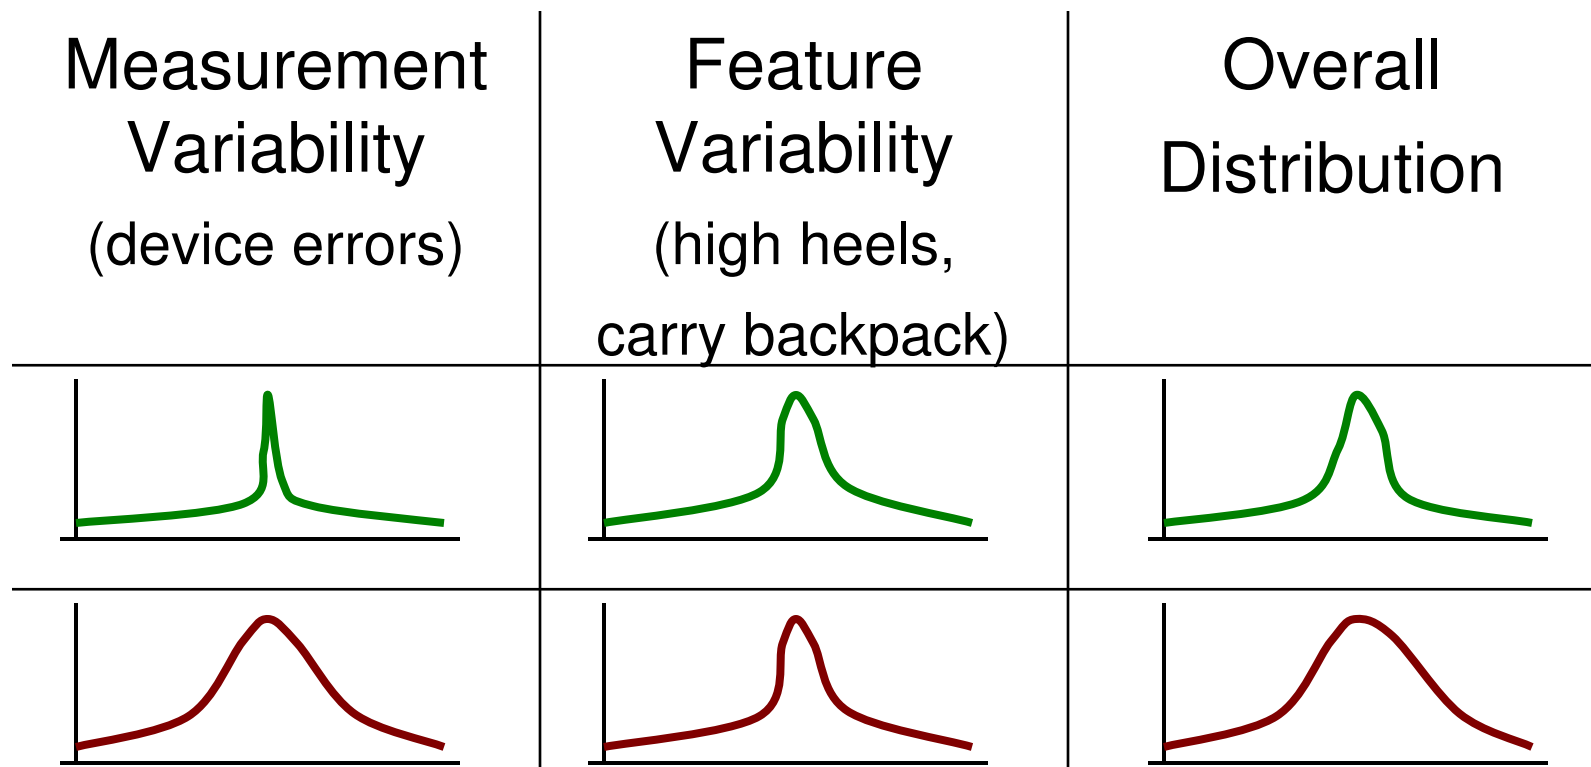 Measurement
Variability
(device errors)
Feature
Variability
(high heels,
carry backpack)
Overall
Distribution